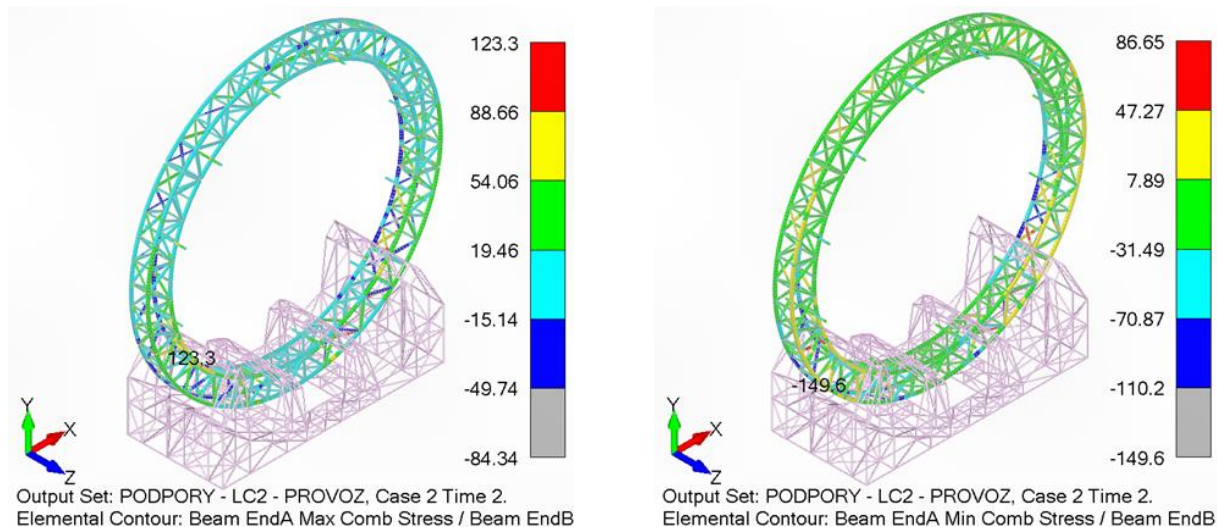 123.3
88.66
54.06
19.46
-15.14
-49.74
-84.34
123.3
Y
X
Z
Output Set: PODPORY - LC2 - PROVOZ, Case 2 Time 2.
Elemental Contour: Beam EndA Max Comb Stress / Beam EndB
86.65
47.27
7.89
-31.49
-70.87
-110.2
-149.6
-149.6
Y
X
Z
Output Set: PODPORY - LC2 - PROVOZ, Case 2 Time 2.
Elemental Contour: Beam EndA Min Comb Stress / Beam EndB